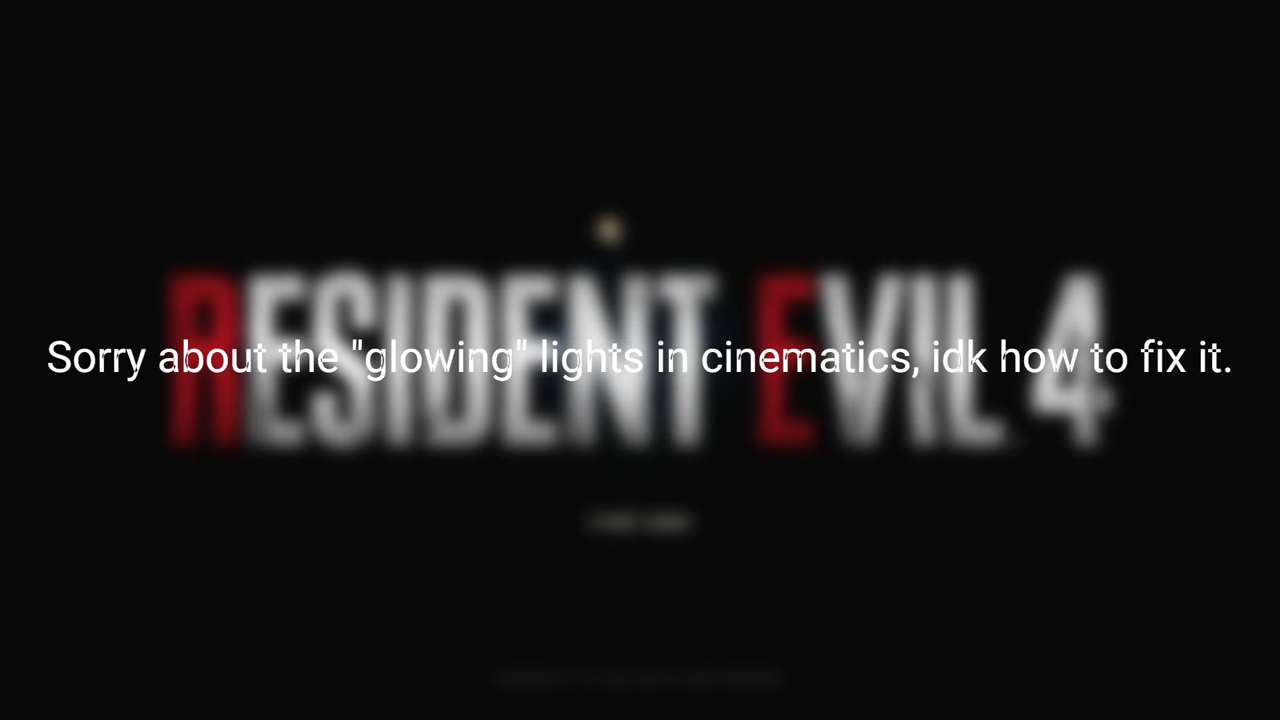 RESIDENT EVIL 4
Sorry about the "glowing" lights in cinematics, idk how to fix it.